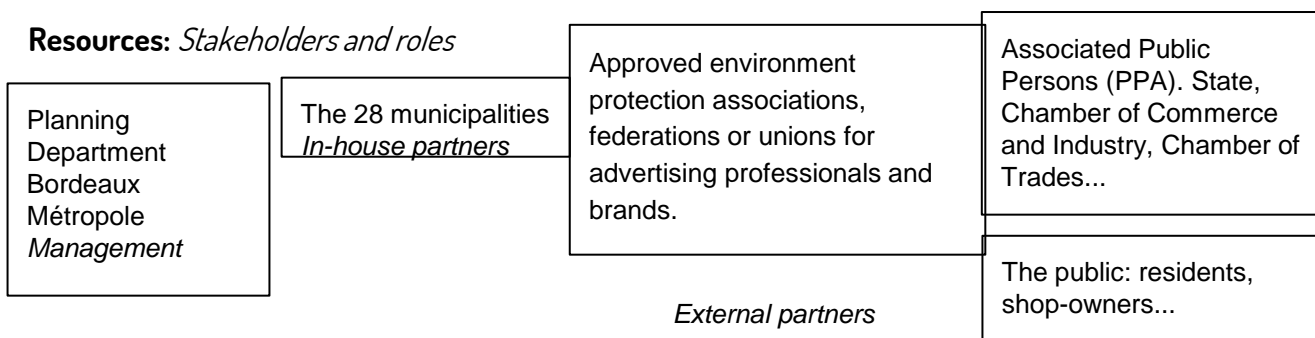 Resources: Stakeholders and roles
Planning
Department
Bordeaux
Métropole
Management
The 28 municipalities
In-house partners
Approved environment
protection associations,
federations or unions for
advertising professionals and
brands.
Associated Public
Persons (PPA). State,
Chamber of Commerce
and Industry, Chamber of
Trades...
The public: residents,
shop-owners...
External partners